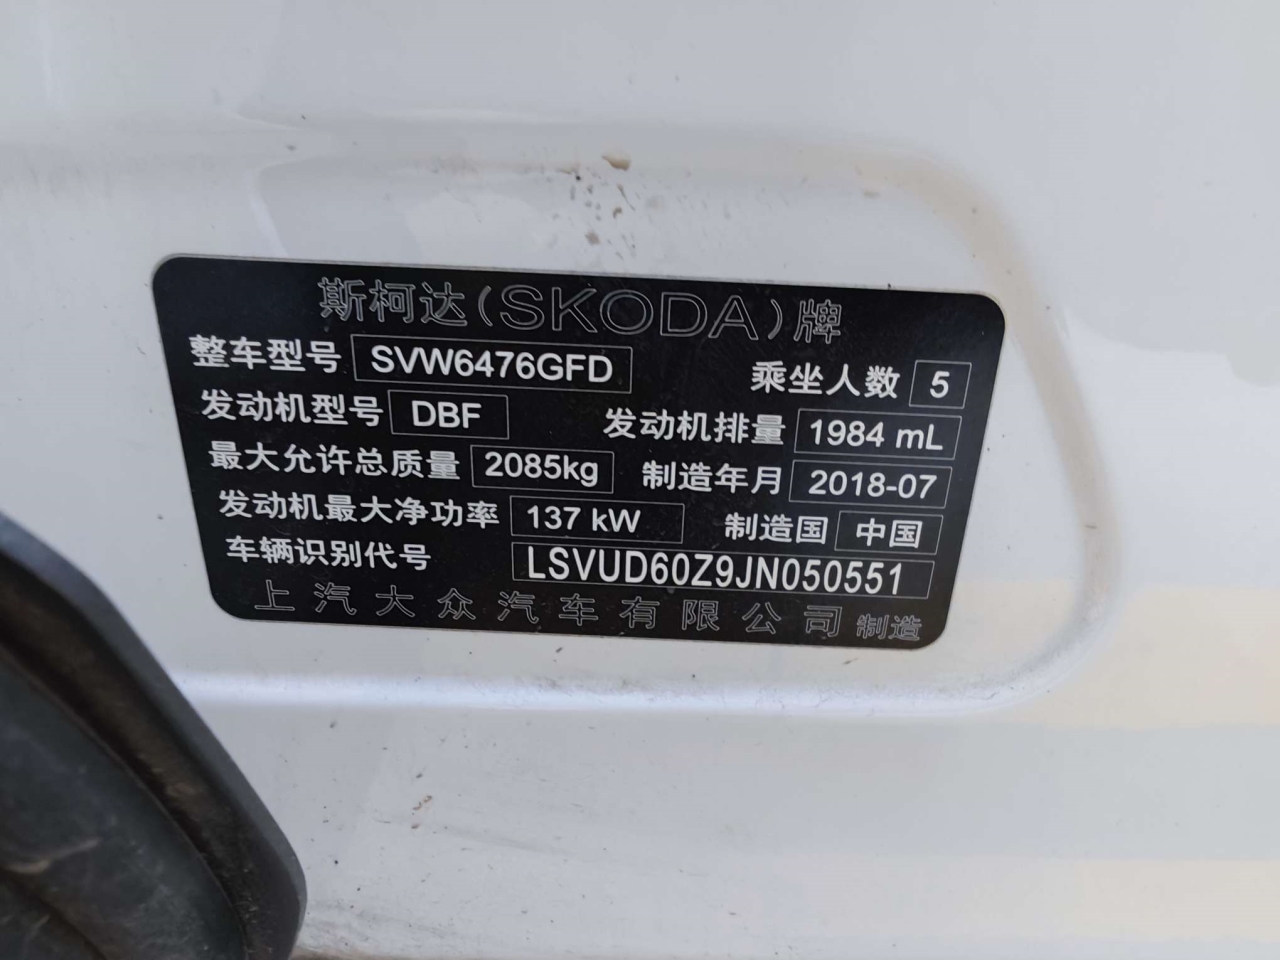 斯柯达(SKODA)牌
整车型号 SVW6476GFD 乘坐人数 5
发动机型号 DBF 发动机排量 1984 mL
最大允许总质量 2085kg 制造年月 2018-07
发动机最大净功率 137 kW 制造国 中国
车辆识别代号 LSVUD60Z9JN050551
上汽大众汽车有限公司 制造